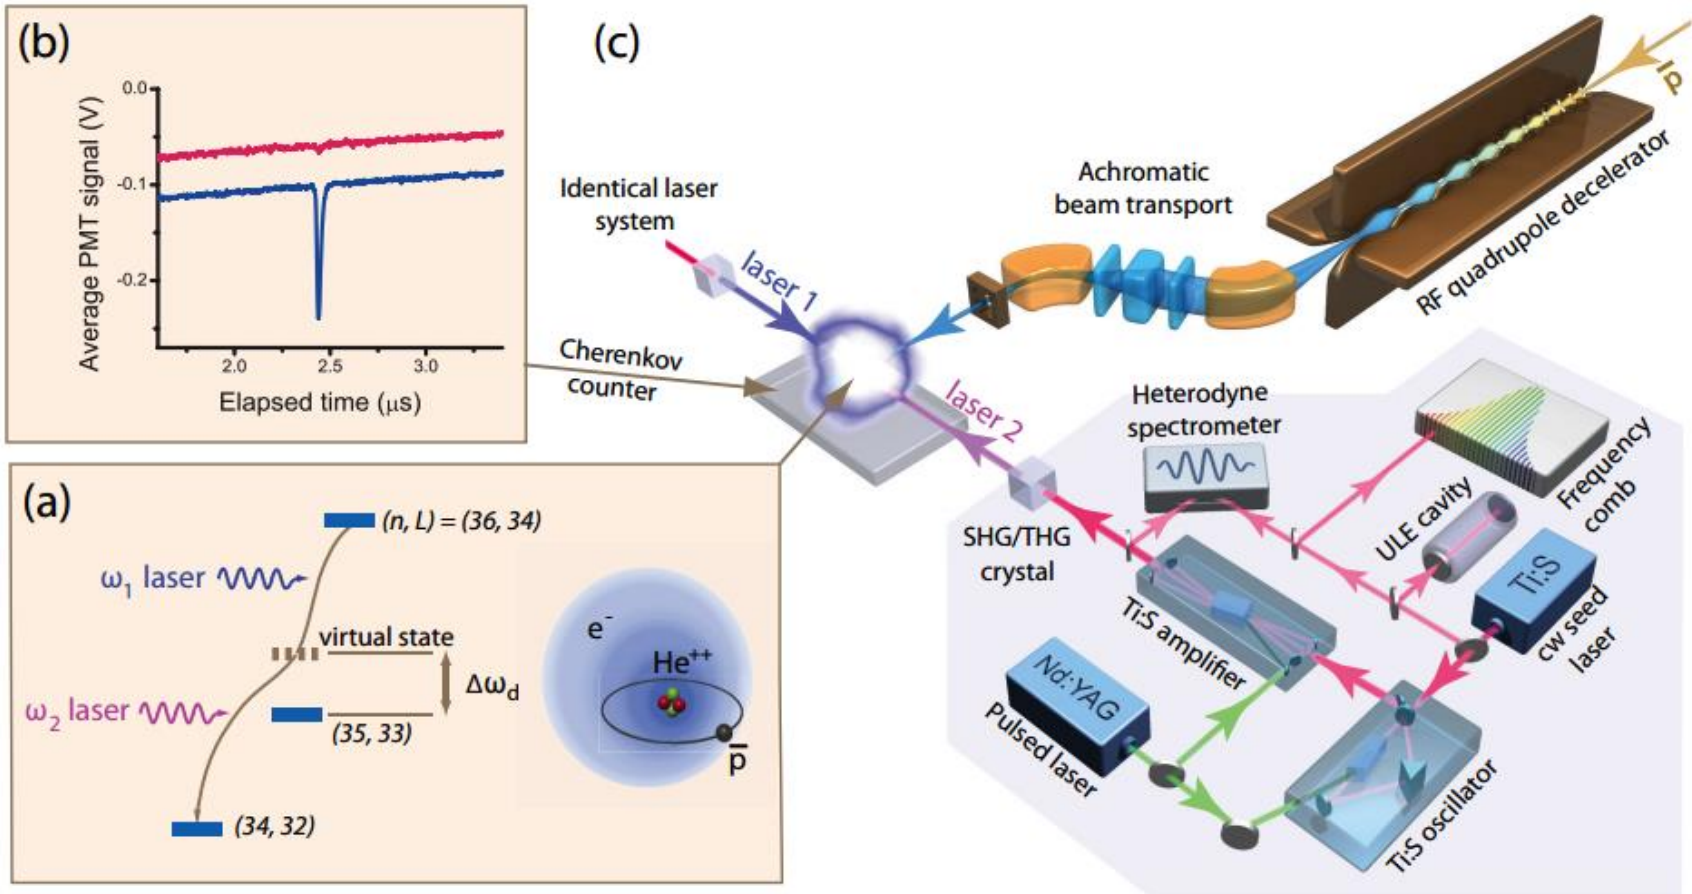 (b)
Average PMT signal (V)
0.0
-0.1
-0.2
2.0
2.5
3.0
Elapsed time (μs)
(a)
(n, L) = (36, 34)
ω1 laser
virtual state
Δωd
ω2 laser
(35, 33)
(34, 32)
e-
He++
p̅
(c)
Identical laser
system
laser 1
Cherenkov
counter
laser 2
Achromatic
beam transport
p̅
RF quadrupole decelerator
Heterodyne
spectrometer
Frequency
comb
ULE cavity
SHG/THG
crystal
Ti:S
cw seed
laser
Ti:S amplifier
Nd:YAG
Pulsed laser
Ti:S oscillator